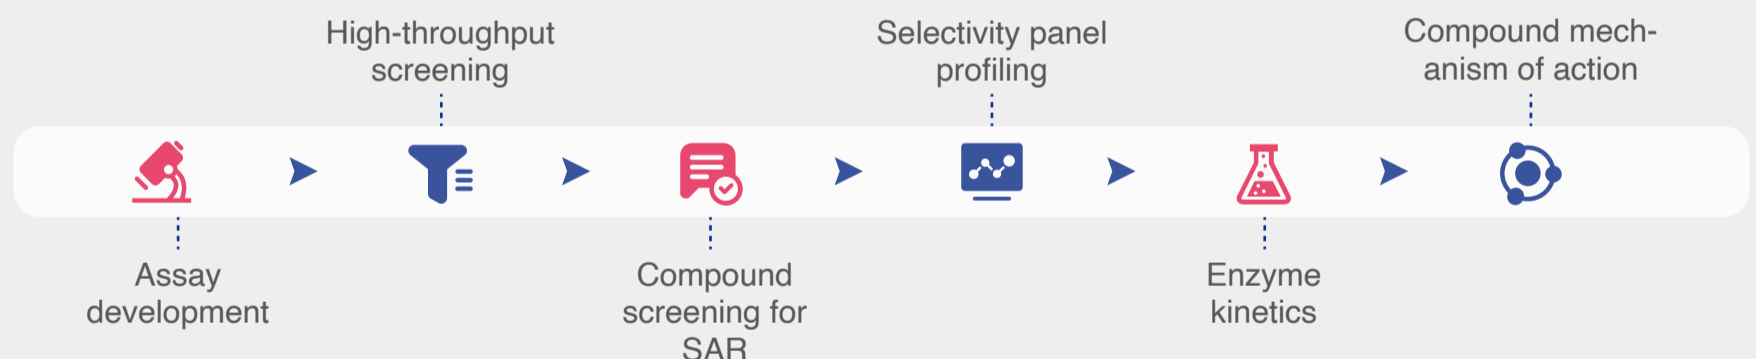 High-throughput
screening
Selectivity panel
profiling
Compound mech-
anism of action
Assay
development
Compound
screening for
SAR
Enzyme
kinetics